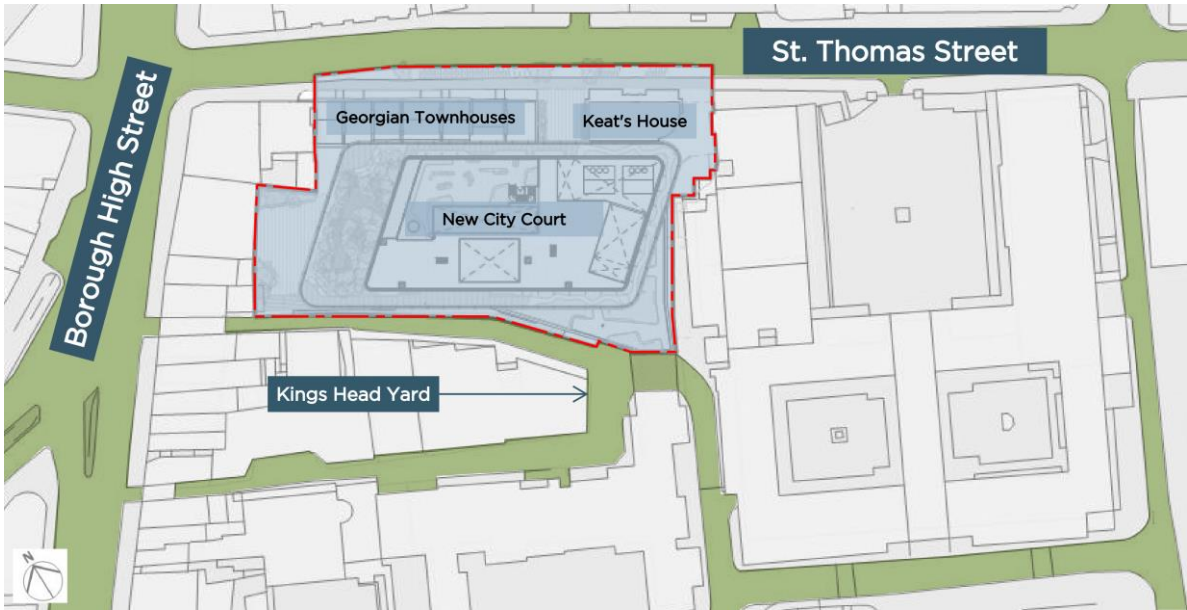 St. Thomas Street
Borough High Street
Georgian Townhouses
Keat's House
New City Court
Kings Head Yard
N